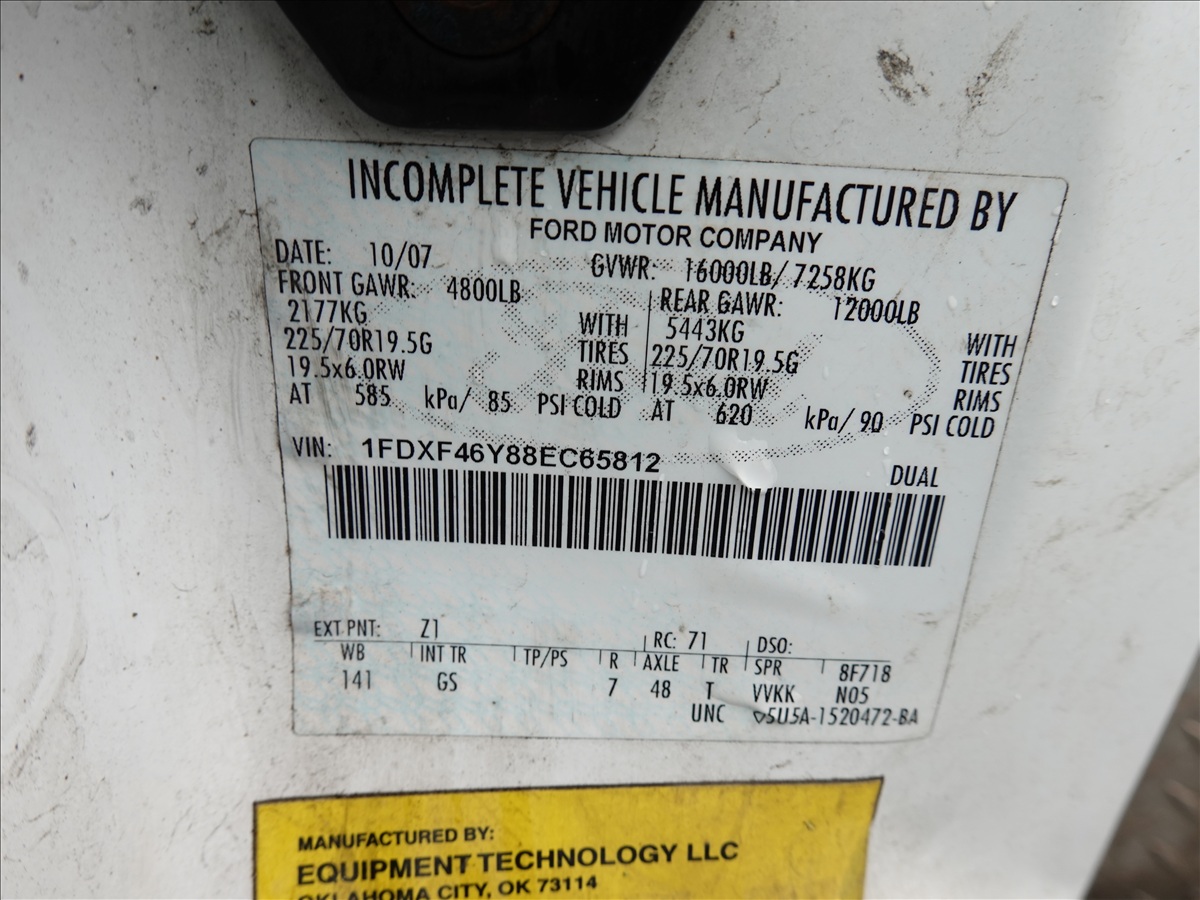 INCOMPLETE VEHICLE MANUFACTURED BY
FORD MOTOR COMPANY
DATE: 10/07 GVWR: 16000LB/ 7258KG
FRONT GAWR: 4800LB REAR GAWR: 12000LB
2177KG WITH 5443KG WITH
225/70R19.5G TIRES 225/70R19.5G TIRES
19.5x6.0RW RIMS 19.5x6.0RW RIMS
AT 585 kPa/ 85 PSI COLD AT 620 kPa/ 90 PSI COLD
VIN: 1FDXF46Y88EC65812 DUAL
EXT PNT: Z1 RC: 71 DSO:
WB INT TR TP/PS R AXLE TR SPR 8F718
141 GS 7 48 T VVKK N05
UNC 5U5A-1520472-BA
MANUFACTURED BY:
EQUIPMENT TECHNOLOGY LLC
OKLAHOMA CITY, OK 73114